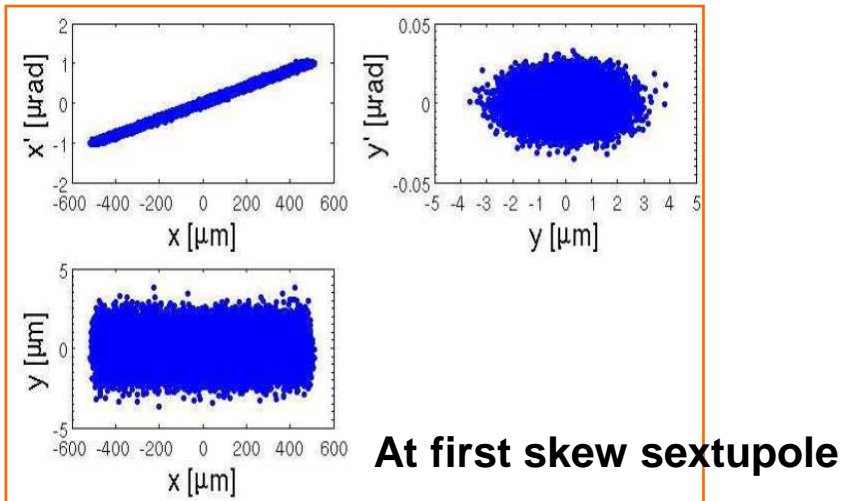 2
1
0
-1
-2
x' [µrad]
-600 -400 -200 0 200 400 600
x [µm]
0.05
0
-0.05
y' [µrad]
-5 -4 -3 -2 -1 0 1 2 3 4 5
y [µm]
5
0
-5
y [µm]
-600 -400 -200 0 200 400 600
x [µm]
At first skew sextupole